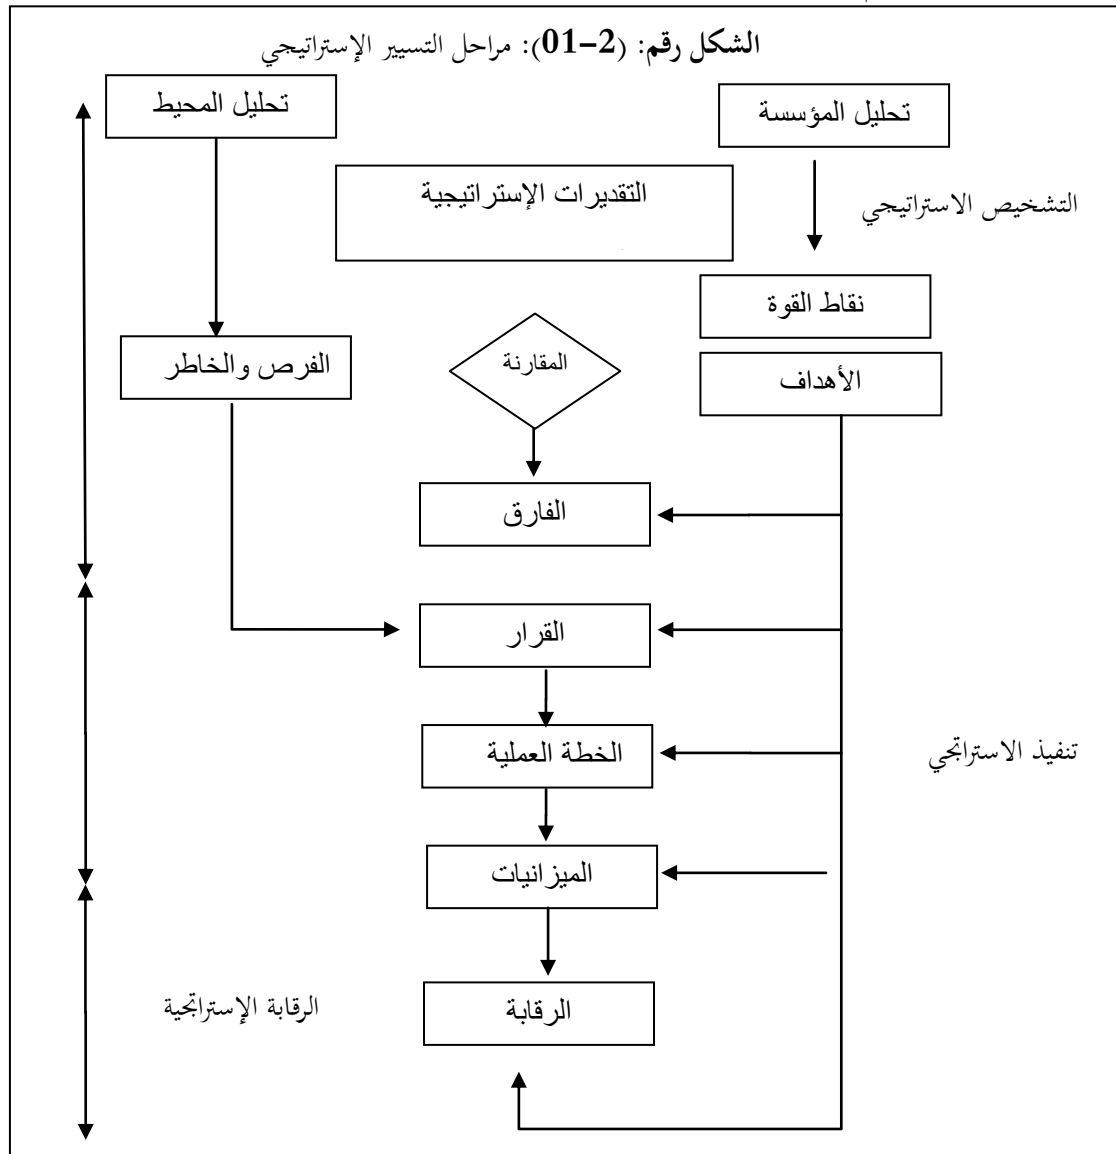 الشكل رقم: (2-01): مراحل التسيير الإستراتيجي
تحليل المؤسسة
تحليل المحيط
التقديرات الإستراتيجية
التشخيص الاستراتيجي
نقاط القوة
الفرص والخاطر
المقارنة
الأهداف
الفارق
القرار
الخطة العملية
تنفيذ الاستراتجي
الميزانيات
الرقابة
الرقابة الإستراتجية